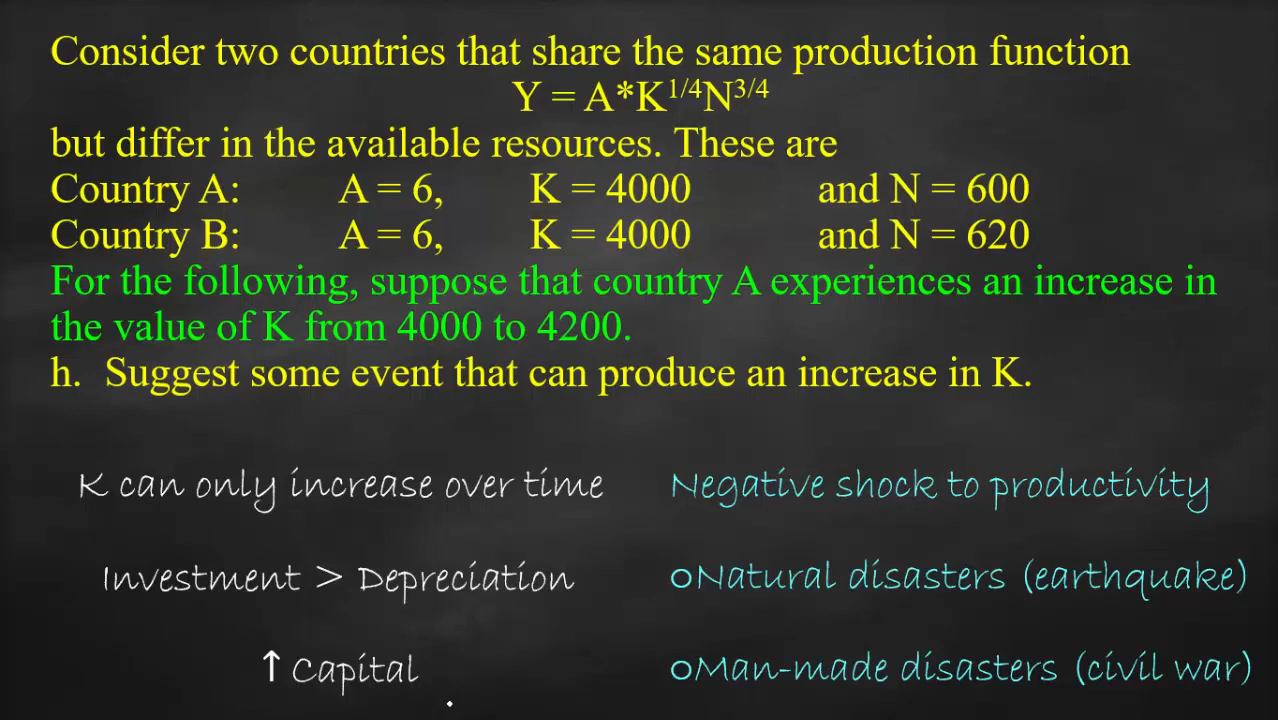 Consider two countries that share the same production function
Y = A*K^1/4N^3/4
but differ in the available resources. These are
Country A: A = 6, K = 4000 and N = 600
Country B: A = 6, K = 4000 and N = 620
For the following, suppose that country A experiences an increase in
the value of K from 4000 to 4200.
h. Suggest some event that can produce an increase in K.
K can only increase over time
Investment > Depreciation
↑ Capital
Negative shock to productivity
oNatural disasters (earthquake)
oMan-made disasters (civil war)